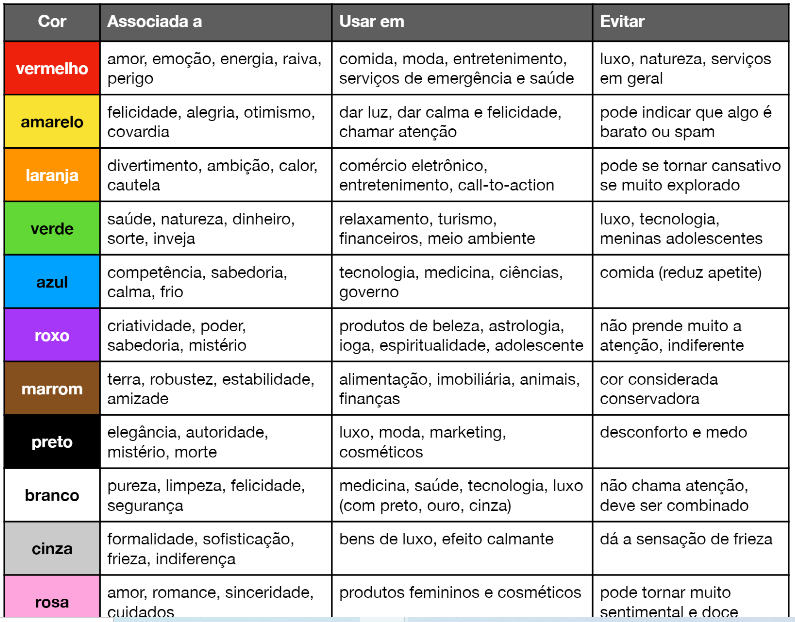 Cor Associada a Usar em Evitar
vermelho
amor, emoção, energia, raiva,
perigo
comida, moda, entretenimento,
serviços de emergência e saúde
luxo, natureza, serviços
em geral
amarelo
felicidade, alegria, otimismo,
covardia
dar luz, dar calma e felicidade,
chamar atenção
pode indicar que algo é
barato ou spam
laranja
divertimento, ambição, calor,
cautela
comércio eletrônico,
entretenimento, call-to-action
pode se tornar cansativo
se muito explorado
verde
saúde, natureza, dinheiro,
sorte, inveja
relaxamento, turismo,
financeiros, meio ambiente
luxo, tecnologia,
meninas adolescentes
azul
competência, sabedoria,
calma, frio
tecnologia, medicina, ciências,
governo
comida (reduz apetite)
roxo
criatividade, poder,
sabedoria, mistério
produtos de beleza, astrologia,
ioga, espiritualidade, adolescente
não prende muito a
atenção, indiferente
marrom
terra, robustez, estabilidade,
amizade
alimentação, imobiliária, animais,
finanças
cor considerada
conservadora
preto
elegância, autoridade,
mistério, morte
luxo, moda, marketing,
cosméticos
desconforto e medo
branco
pureza, limpeza, felicidade,
segurança
medicina, saúde, tecnologia, luxo
(com preto, ouro, cinza)
não chama atenção,
deve ser combinado
cinza
formalidade, sofisticação,
frieza, indiferença
bens de luxo, efeito calmante
dá a sensação de frieza
rosa
amor, romance, sinceridade,
cuidados
produtos femininos e cosméticos
pode tornar muito
sentimental e doce